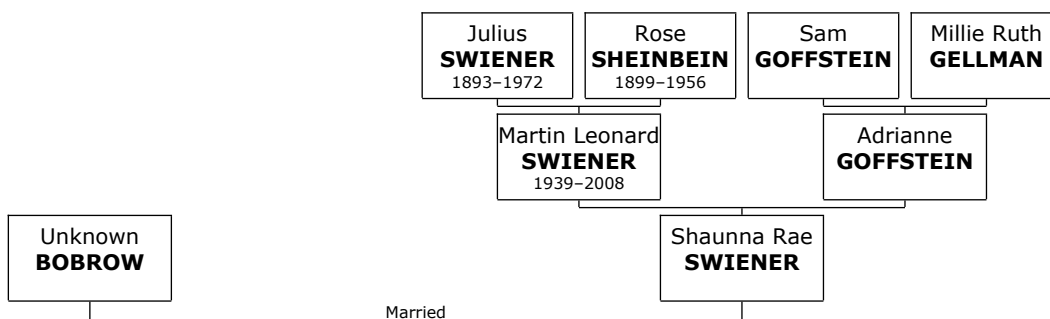 Julius
SWIENER
1893–1972
Rose
SHEINBEIN
1899–1956
Sam
GOFFSTEIN
Millie Ruth
GELLMAN
Martin Leonard
SWIENER
1939–2008
Adrianne
GOFFSTEIN
Unknown
BOBROW
Shaunna Rae
SWIENER
Married